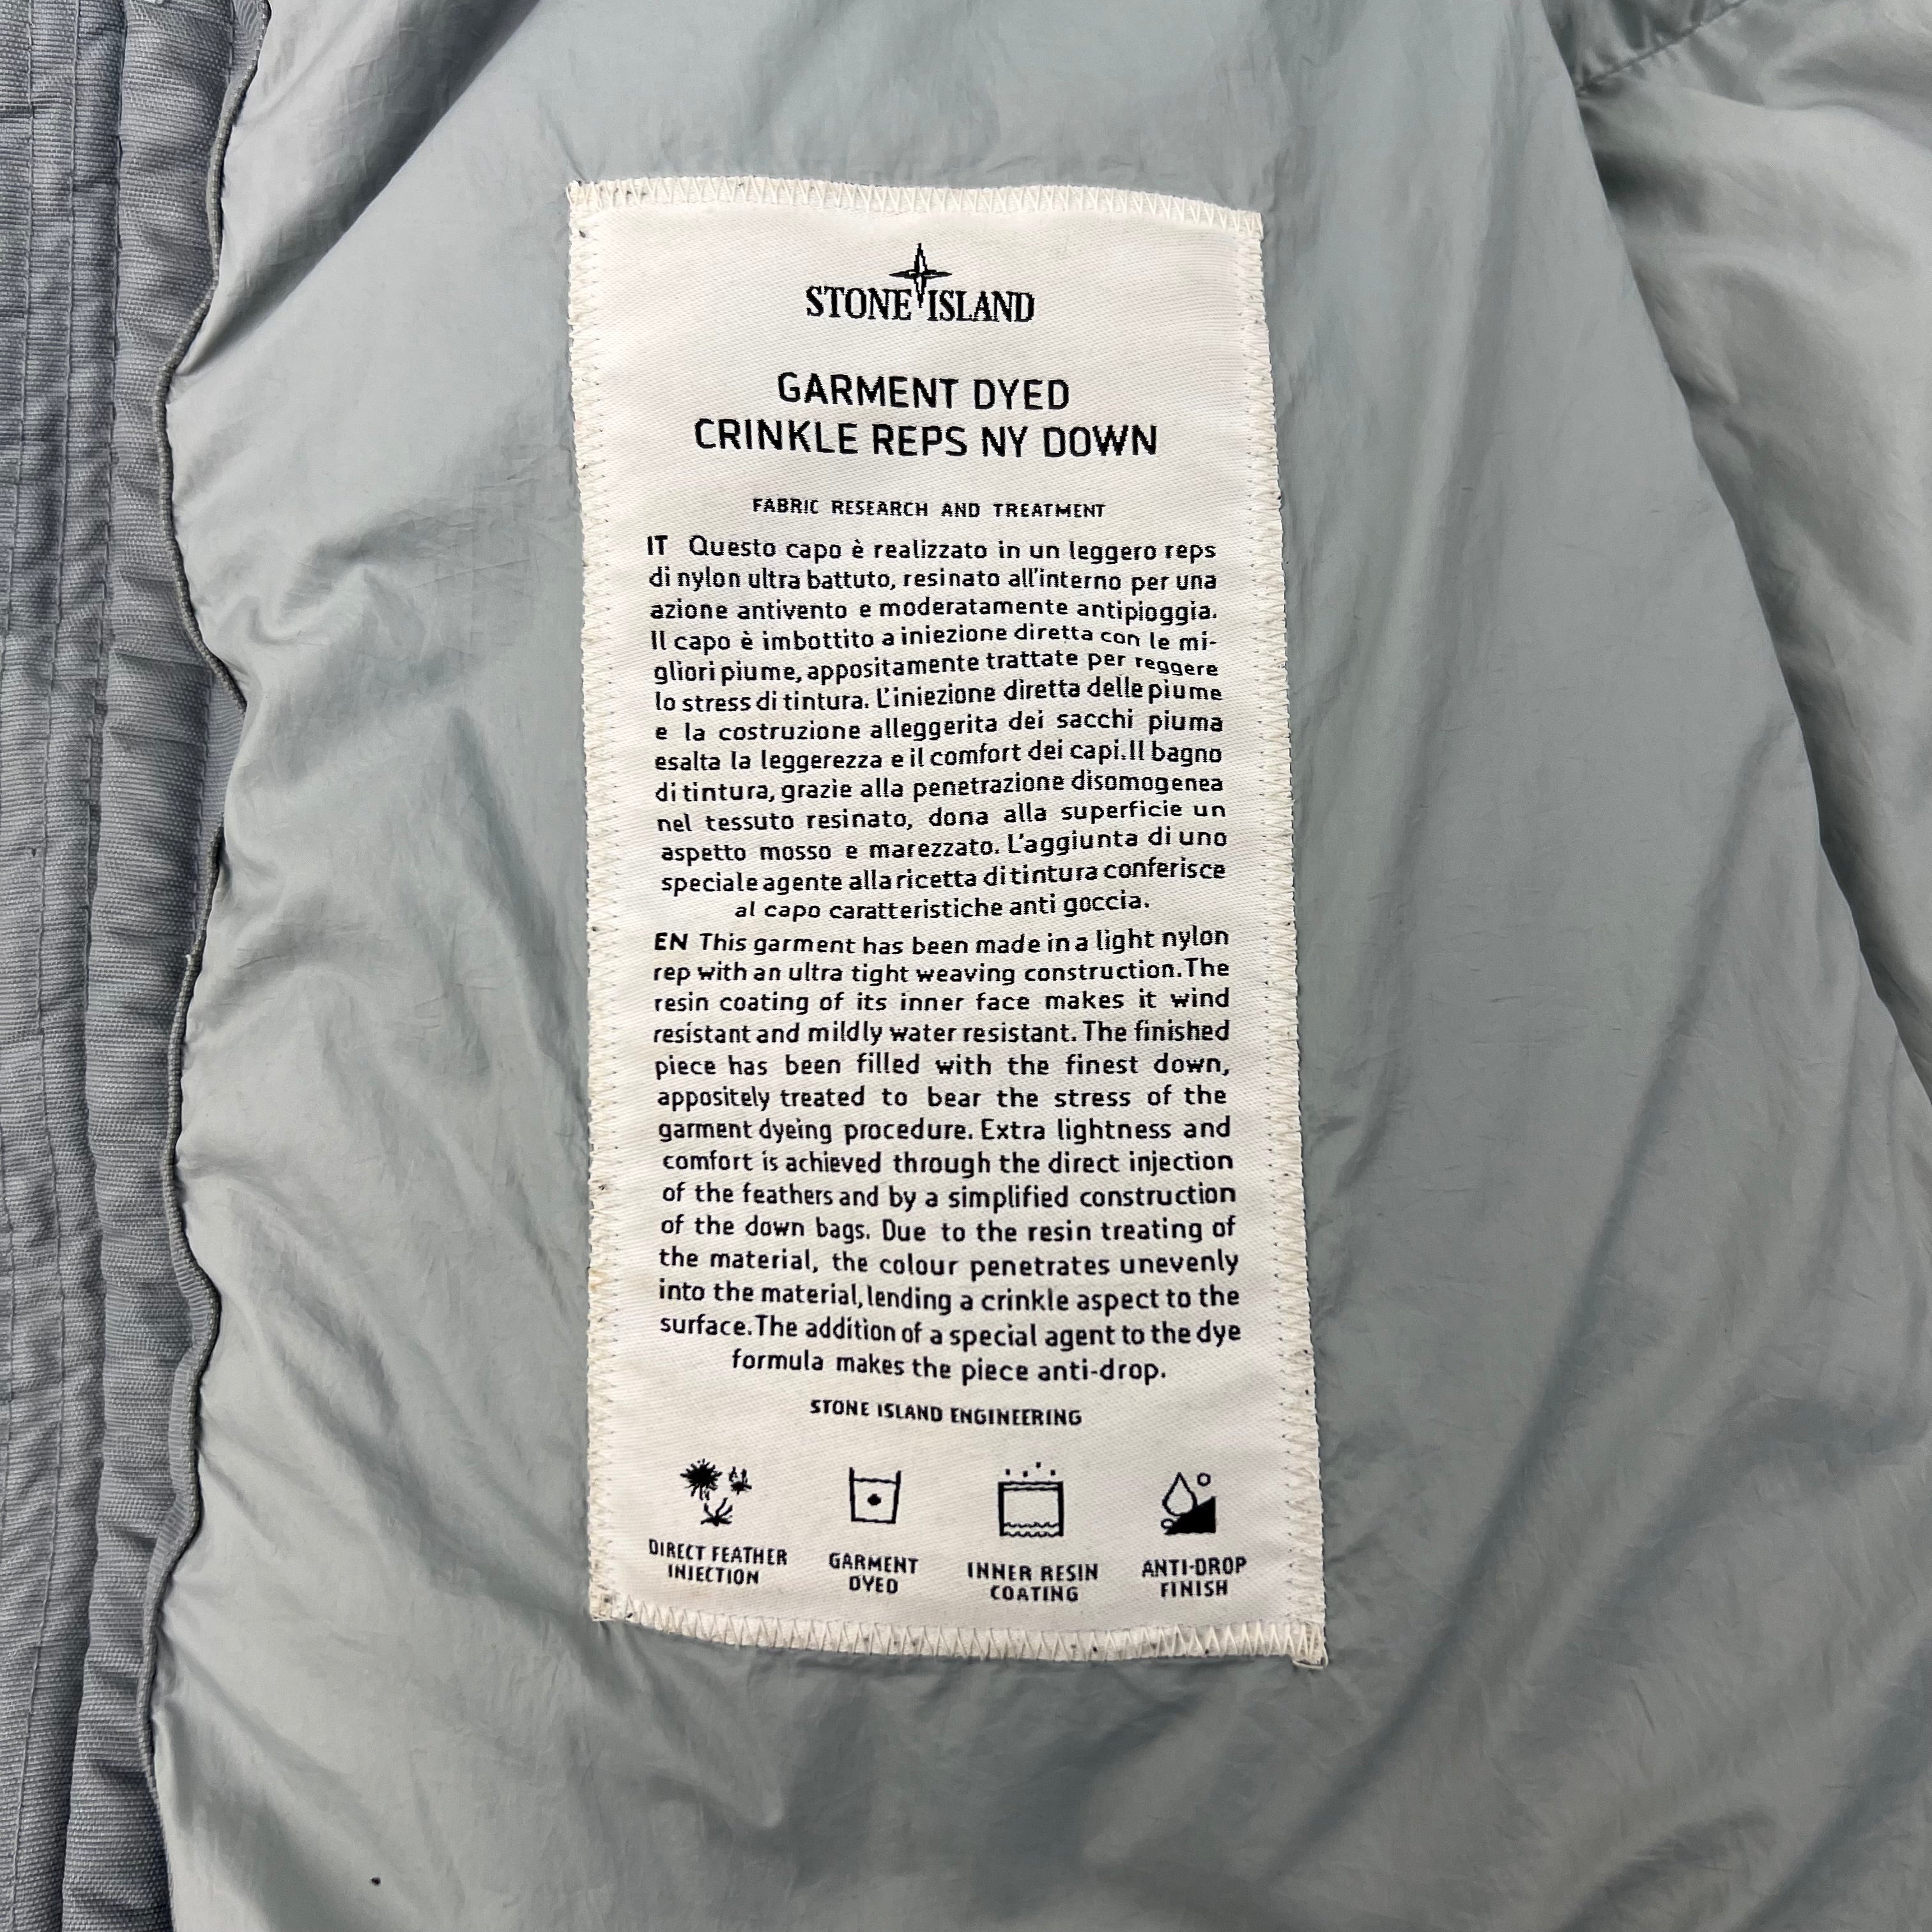 STONE ISLAND
GARMENT DYED
CRINKLE REPS NY DOWN
FABRIC RESEARCH AND TREATMENT
IT Questo capo è realizzato in un leggero reps
di nylon ultra battuto, resinato all'interno per una
azione antivento e moderatamente antipioggia.
Il capo è imbottito a iniezione diretta con le mi-
gliori piume, appositamente trattate per reggere
lo stress di tintura. L'iniezione diretta delle piume
e la costruzione alleggerita dei sacchi piuma
esalta la leggerezza e il comfort dei capi. Il bagno
di tintura, grazie alla penetrazione disomogenea
nel tessuto resinato, dona alla superficie un
aspetto mosso e marezzato. L'aggiunta di uno
speciale agente alla ricetta di tintura conferisce
al capo caratteristiche anti goccia.
EN This garment has been made in a light nylon
rep with an ultra tight weaving construction. The
resin coating of its inner face makes it wind
resistant and mildly water resistant. The finished
piece has been filled with the finest down,
appositely treated to bear the stress of the
garment dyeing procedure. Extra lightness and
comfort is achieved through the direct injection
of the feathers and by a simplified construction
of the down bags. Due to the resin treating of
the material, the colour penetrates unevenly
into the material, lending a crinkle aspect to the
surface. The addition of a special agent to the dye
formula makes the piece anti-drop.
STONE ISLAND ENGINEERING
DIRECT FEATHER
INJECTION
GARMENT
DYED
INNER RESIN
COATING
ANTI-DROP
FINISH